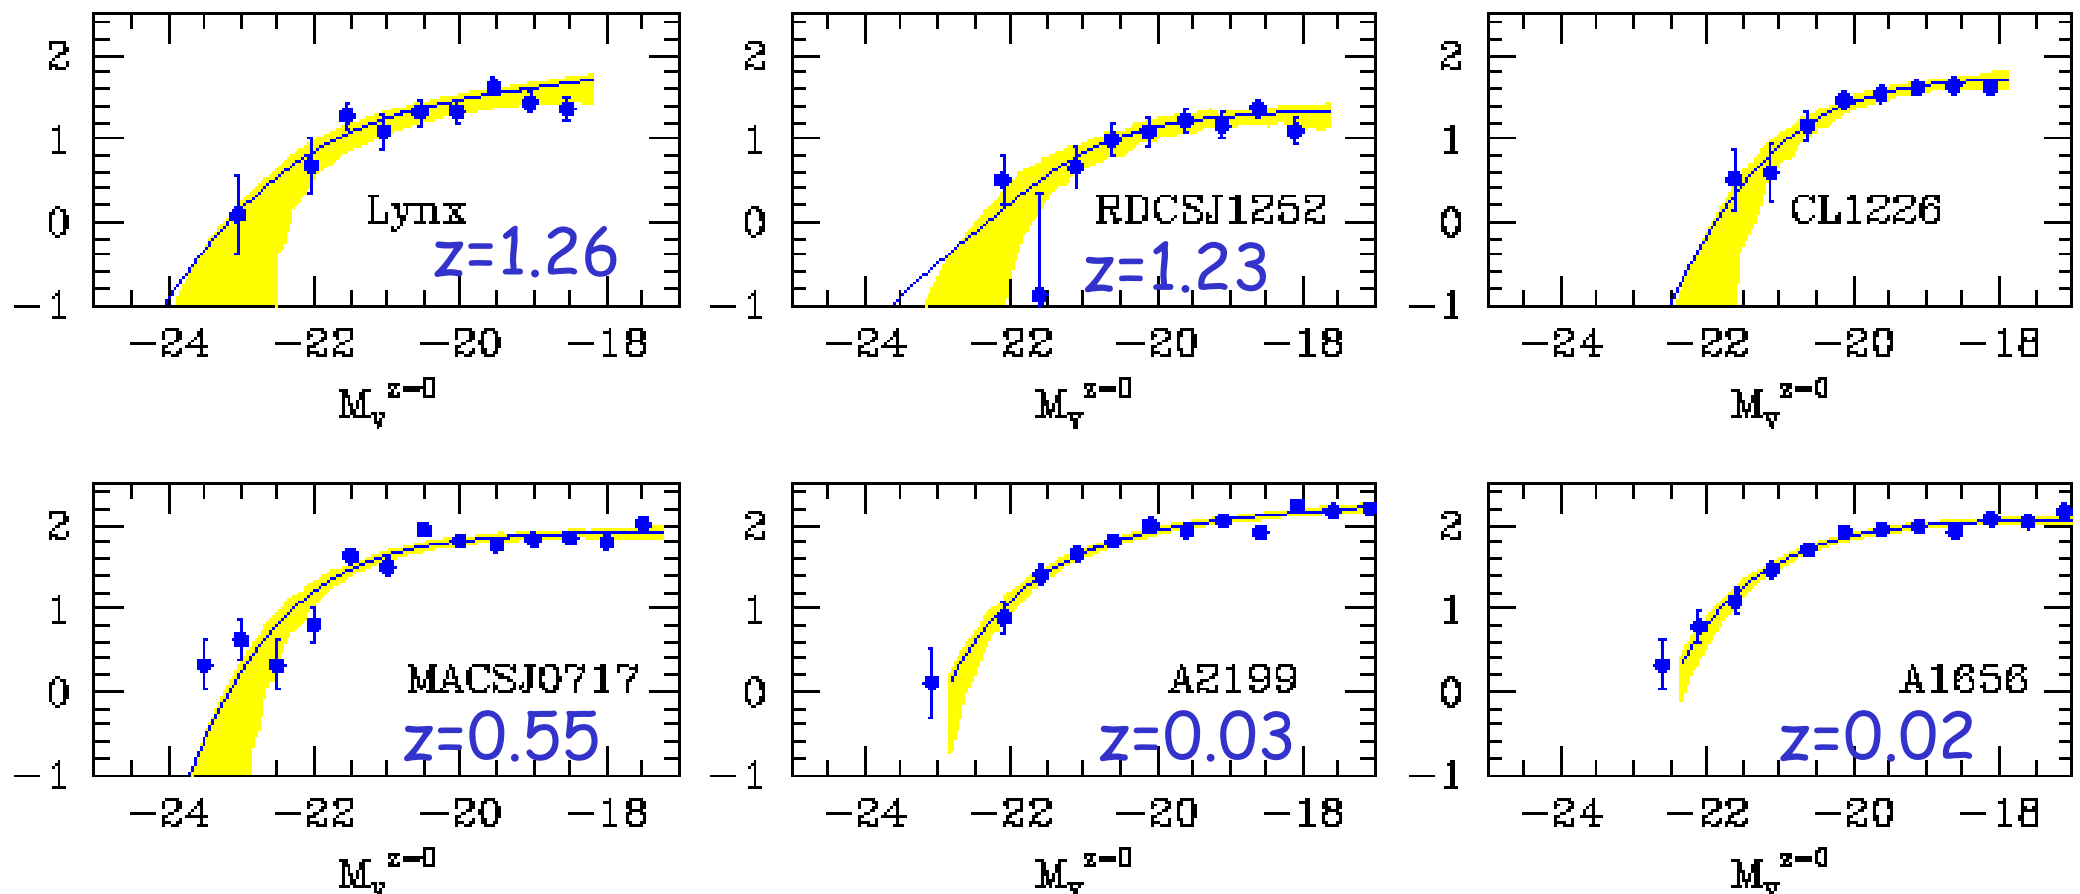 2
1
0
−1
−24 −22 −20 −18
Lynx
z=1.26
M_v^{z=0}
2
1
0
−1
−24 −22 −20 −18
RDCSJ1252
z=1.23
M_v^{z=0}
2
1
0
−1
−24 −22 −20 −18
CL1226
M_v^{z=0}
2
1
0
−1
−24 −22 −20 −18
MACSJ0717
z=0.55
M_v^{z=0}
2
1
0
−1
−24 −22 −20 −18
A2199
z=0.03
M_v^{z=0}
2
1
0
−1
−24 −22 −20 −18
A1656
z=0.02
M_v^{z=0}